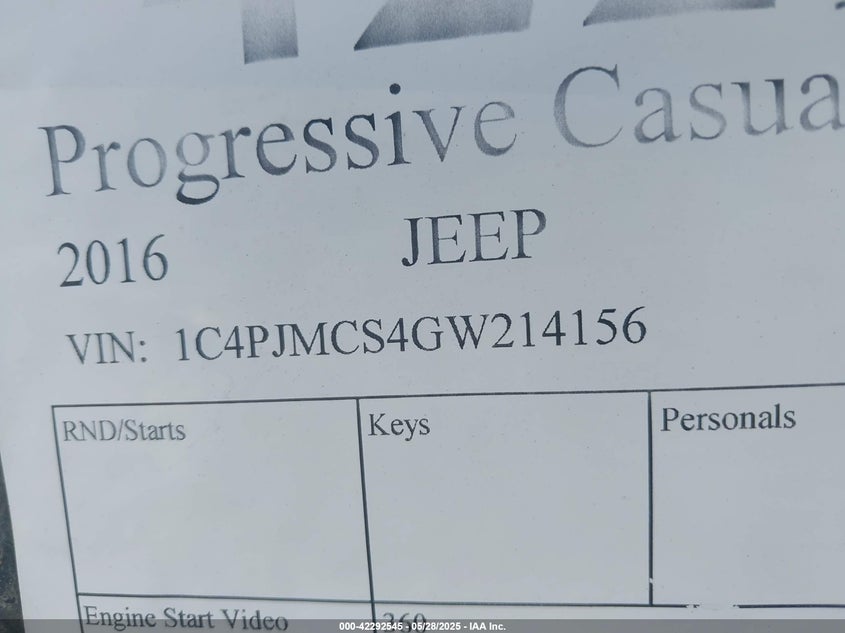 Progressive Casua
2016 JEEP
VIN: 1C4PJMCS4GW214156
RND/Starts Keys Personals
Engine Start Video 360
000-42292545 - 05/28/2025 - IAA Inc.